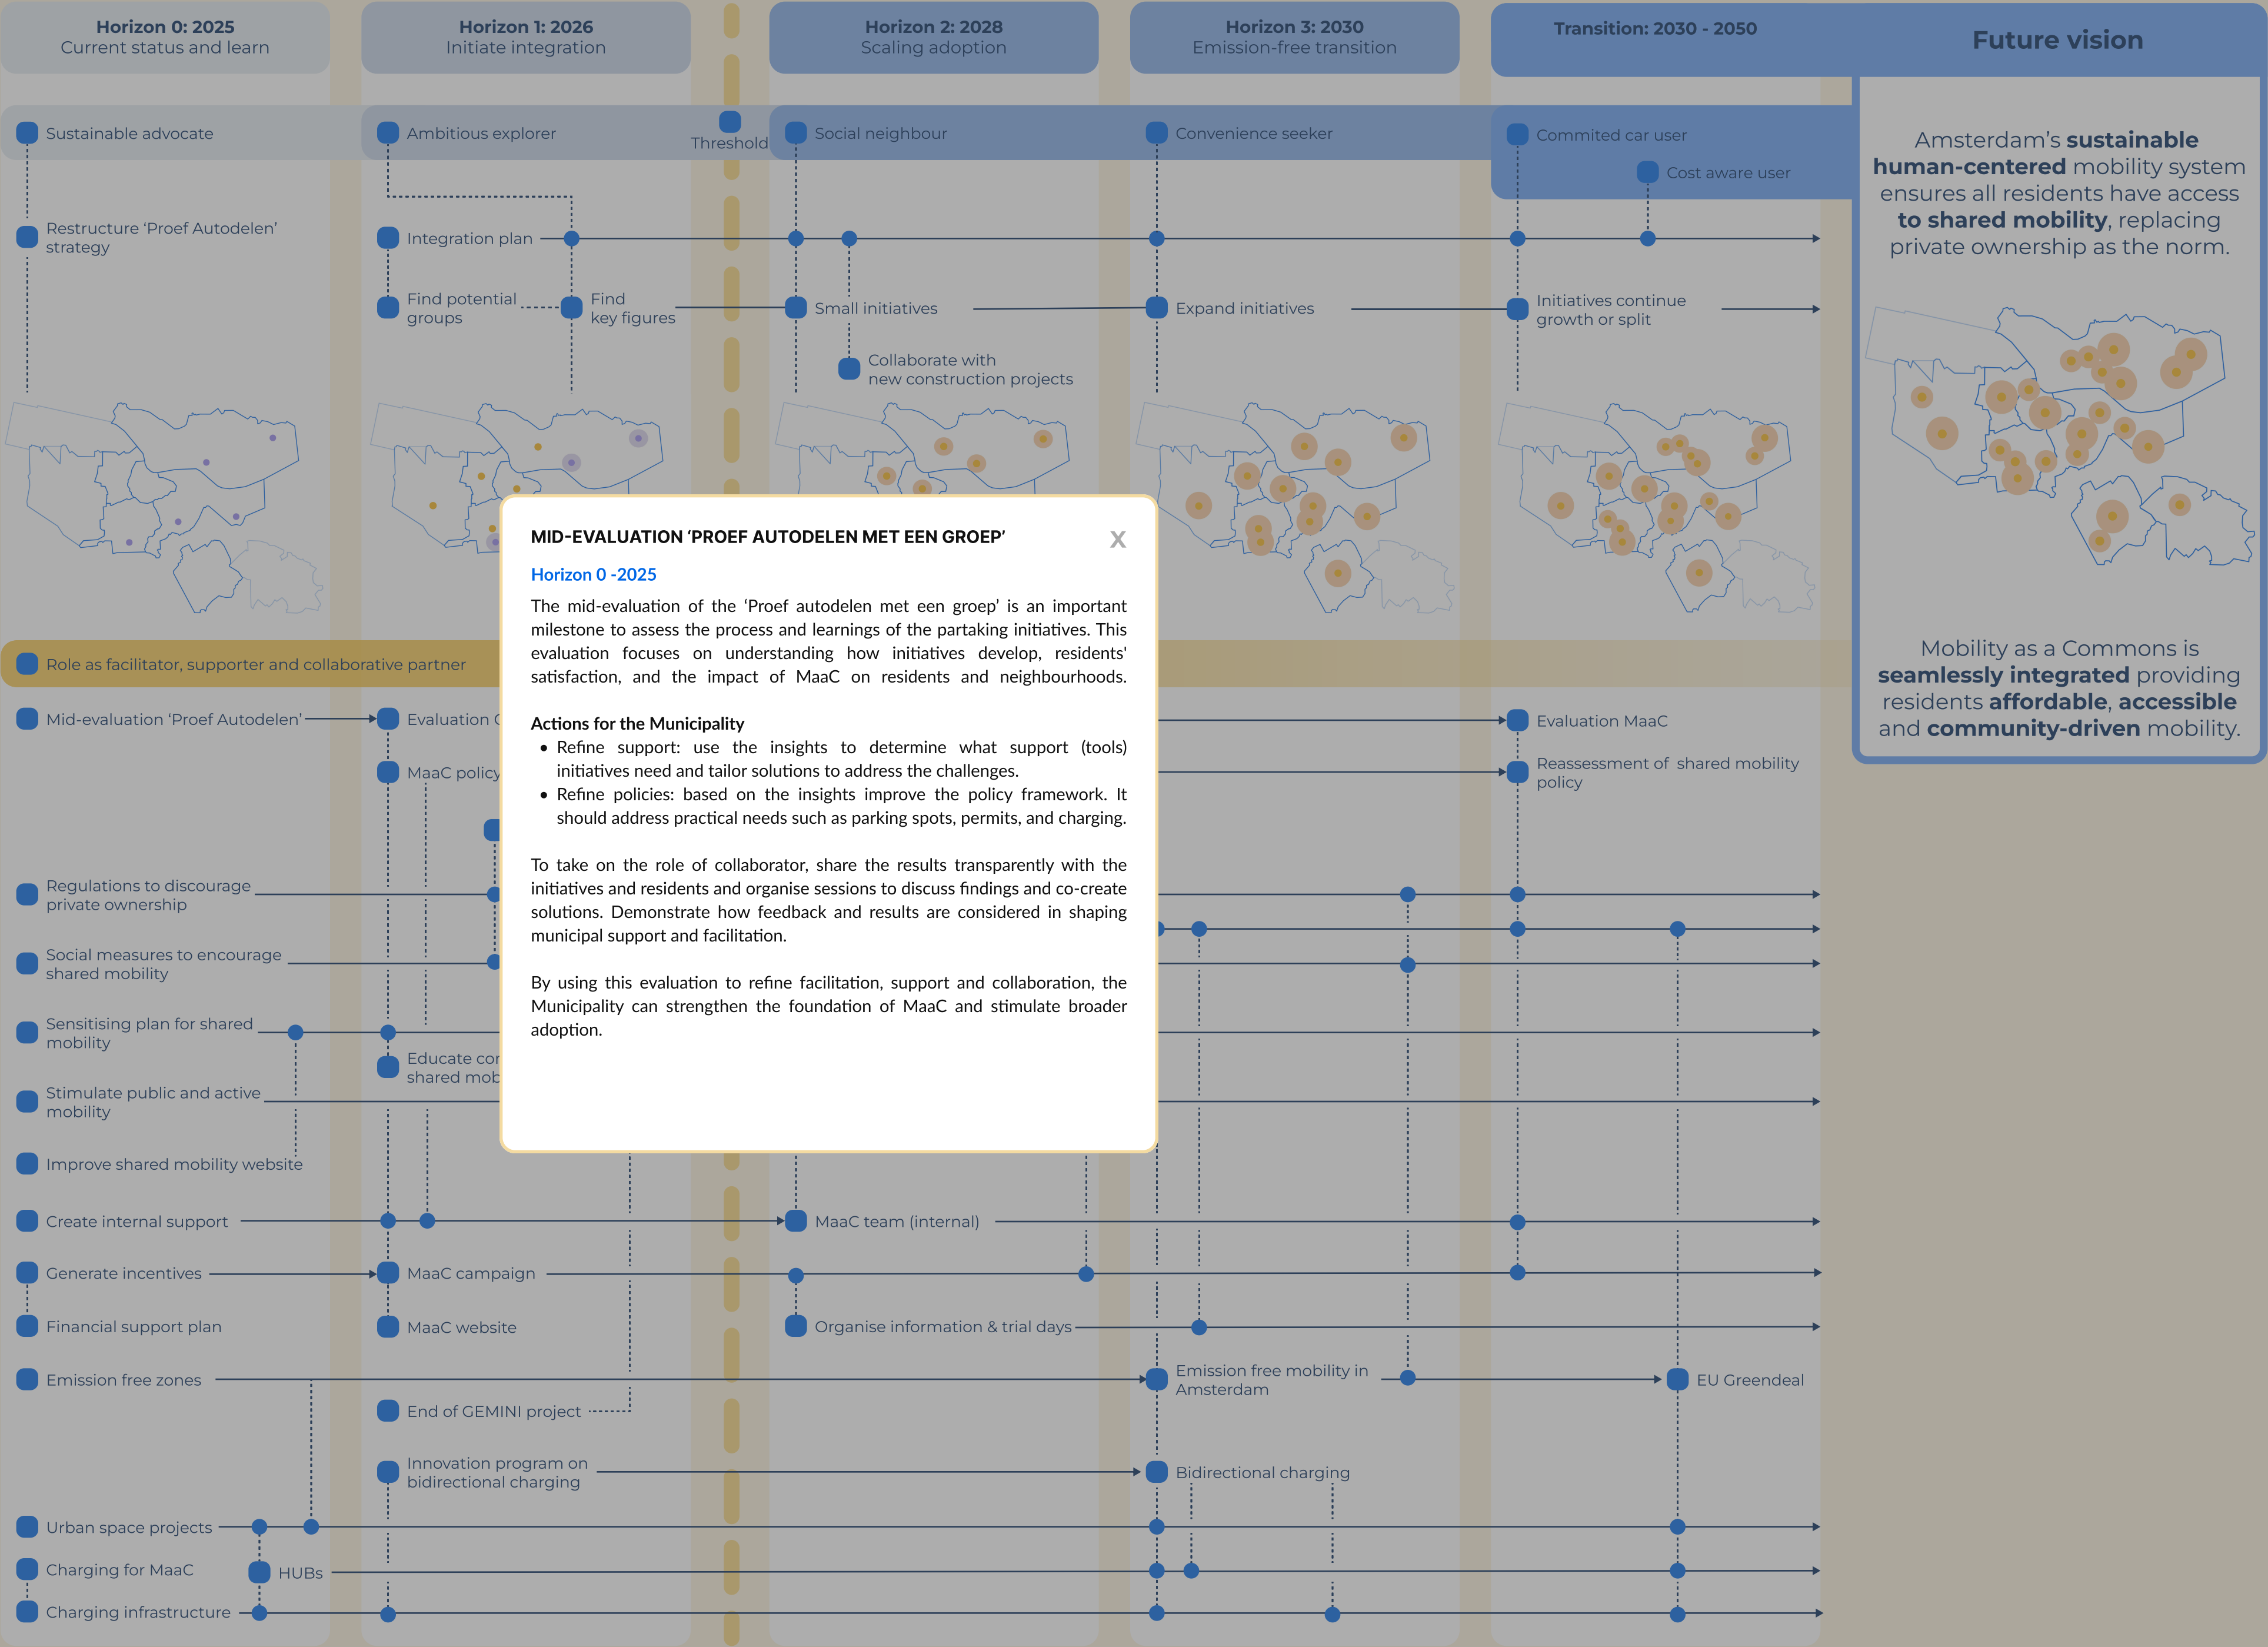 Horizon 0: 2025
Current status and learn
Horizon 1: 2026
Initiate integration
Horizon 2: 2028
Scaling adoption
Horizon 3: 2030
Emission-free transition
Transition: 2030 - 2050
Future vision
Sustainable advocate
Ambitious explorer
Threshold
Social neighbour
Convenience seeker
Commited car user
Cost aware user
Restructure ‘Proef Autodelen’
strategy
Integration plan
Find potential
groups
Find
key figures
Small initiatives
Expand initiatives
Initiatives continue
growth or split
Collaborate with
new construction projects
Amsterdam’s sustainable
human-centered mobility system
ensures all residents have access
to shared mobility, replacing
private ownership as the norm.
Mobility as a Commons is
seamlessly integrated providing
residents affordable, accessible
and community-driven mobility.
MID-EVALUATION ‘PROEF AUTODELEN MET EEN GROEP’
X
Horizon 0 -2025
The mid-evaluation of the ‘Proef autodelen met een groep’ is an important
milestone to assess the process and learnings of the partaking initiatives. This
evaluation focuses on understanding how initiatives develop, residents'
satisfaction, and the impact of MaaC on residents and neighbourhoods.
Actions for the Municipality
• Refine support: use the insights to determine what support (tools)
initiatives need and tailor solutions to address the challenges.
• Refine policies: based on the insights improve the policy framework. It
should address practical needs such as parking spots, permits, and charging.
To take on the role of collaborator, share the results transparently with the
initiatives and residents and organise sessions to discuss findings and co-create
solutions. Demonstrate how feedback and results are considered in shaping
municipal support and facilitation.
By using this evaluation to refine facilitation, support and collaboration, the
Municipality can strengthen the foundation of MaaC and stimulate broader
adoption.
Role as facilitator, supporter and collaborative partner
Mid-evaluation ‘Proef Autodelen’
Evaluation
MaaC policy
Evaluation MaaC
Reassessment of shared mobility
policy
Regulations to discourage
private ownership
Social measures to encourage
shared mobility
Sensitising plan for shared
mobility
Educate
shared
Stimulate public and active
mobility
Improve shared mobility website
Create internal support
MaaC team (internal)
Generate incentives
MaaC campaign
Financial support plan
MaaC website
Organise information & trial days
Emission free zones
Emission free mobility in
Amsterdam
EU Greendeal
End of GEMINI project
Innovation program on
bidirectional charging
Bidirectional charging
Urban space projects
Charging for MaaC
HUBs
Charging infrastructure